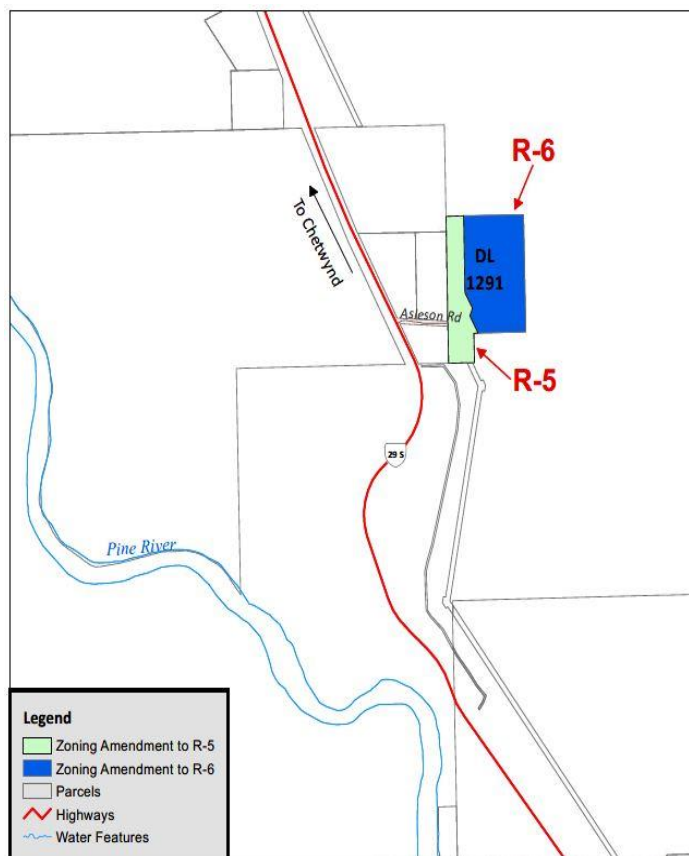 R-6
To Chetwynd
DL
1291
Asleson Rd
R-5
29 S
Pine River
Legend
Zoning Amendment to R-5
Zoning Amendment to R-6
Parcels
Highways
Water Features